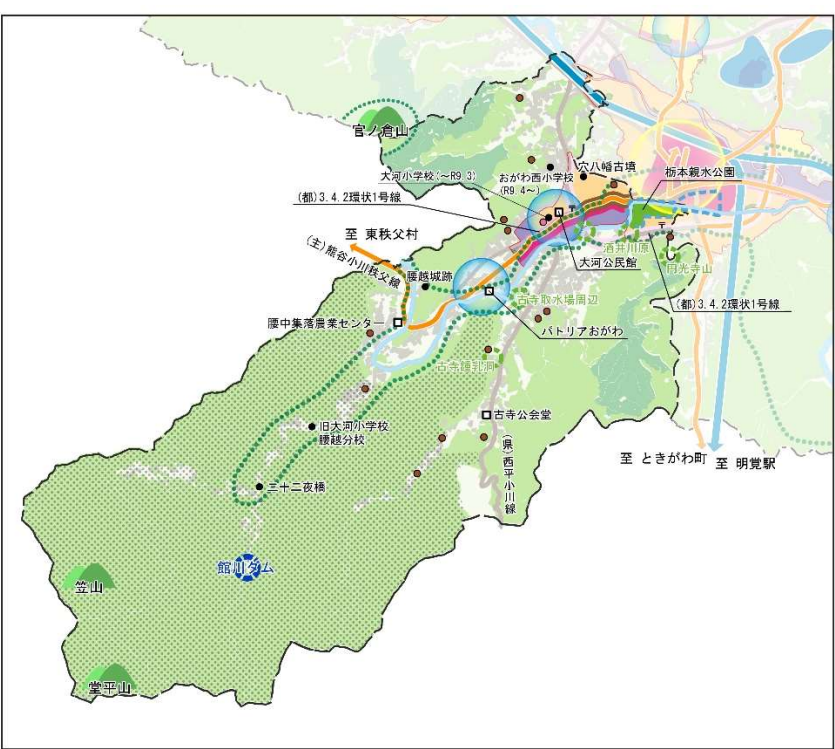 官ノ倉山
大河小学校(～R9.3)
おがわ西小学校
(R9.4～)
穴八幡古墳
栃本親水公園
(都)3.4.2環状1号線
至 東秩父村
(主)熊谷小川秩父線
腰越城跡
〒
〒
酒井川原
月光寺山
大河公民館
古寺取水場周辺
(都)3.4.2環状1号線
腰中集落農業センター
パトリアおがわ
古寺鍾乳洞
古寺公会堂
旧大河小学校
腰越分校
(県)西平小川線
至 ときがわ町
至 明覚駅
三十二夜橋
館川ダム
笠山
堂平山